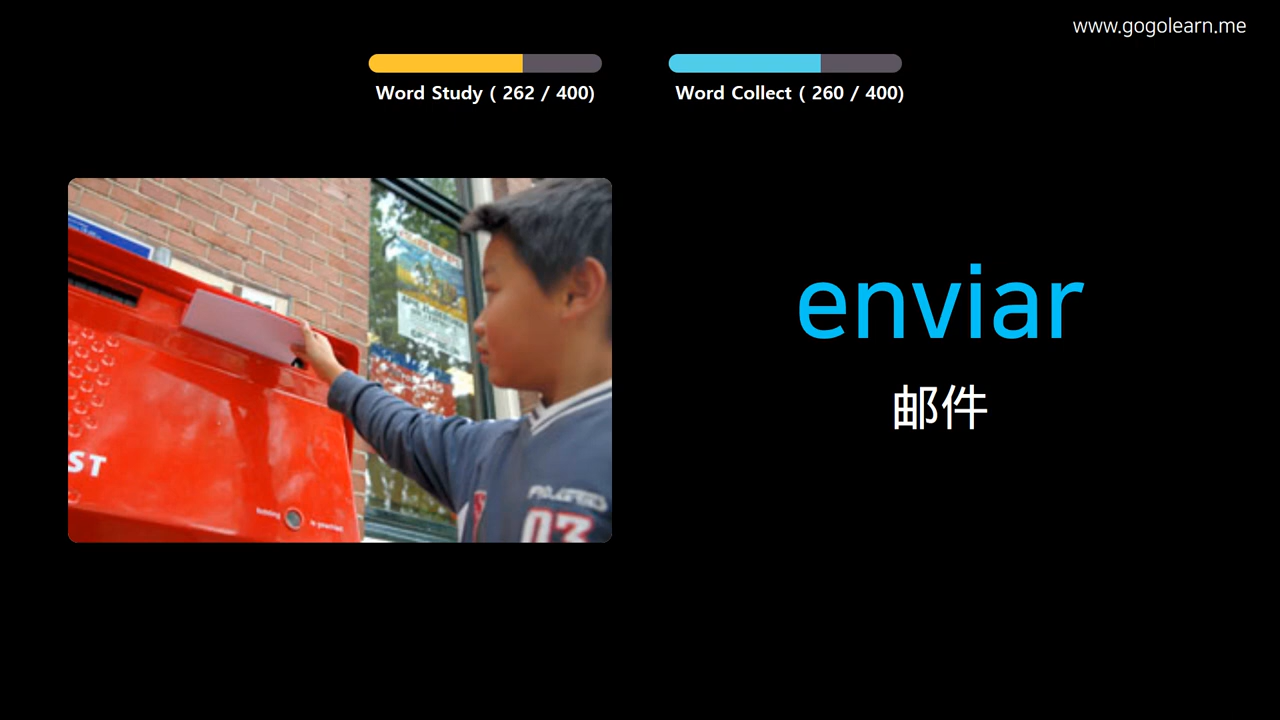 www.gogolearn.me
Word Study ( 262 / 400)
Word Collect ( 260 / 400)
enviar
邮件
ST
03